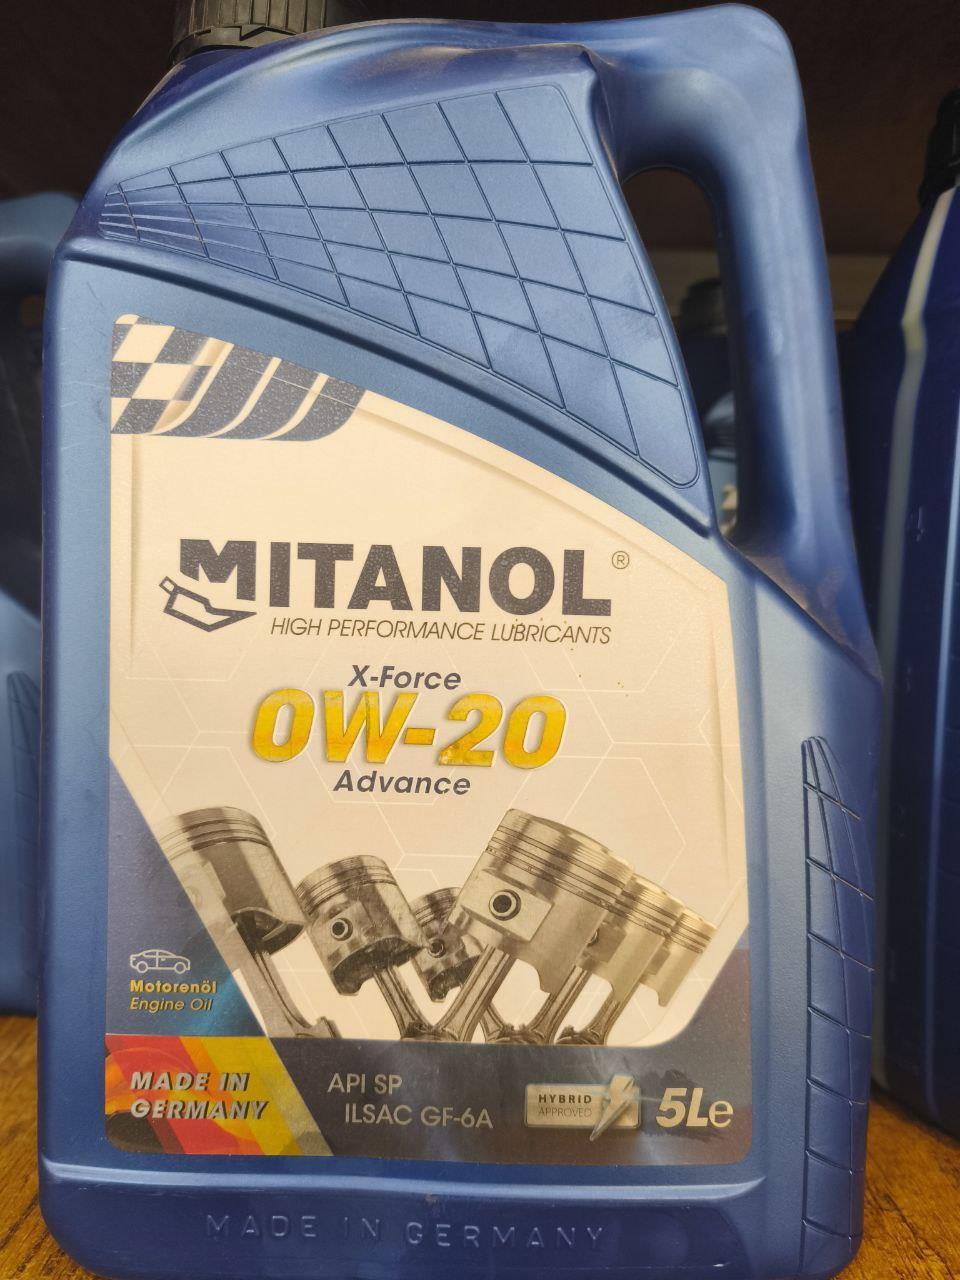 MITANOL®
HIGH PERFORMANCE LUBRICANTS
X-Force
0W-20
Advance
Motorenöl
Engine Oil
MADE IN
GERMANY
API SP
ILSAC GF-6A
HYBRID
APPROVED
5Le
MADE IN GERMANY